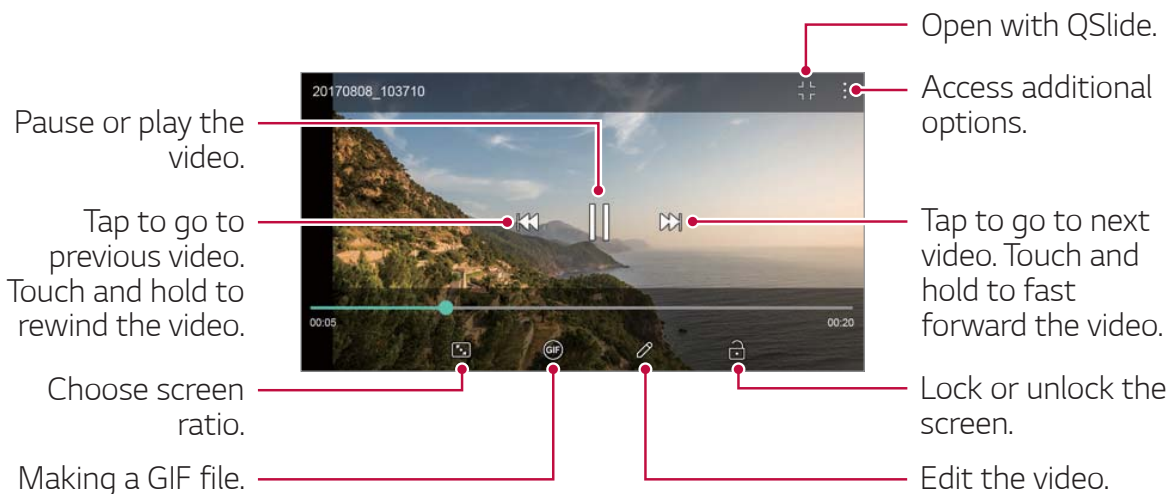 Open with QSlide.
Access additional
options.
20170808_103710
Pause or play the
video.
Tap to go to
previous video.
Touch and hold to
rewind the video.
Tap to go to next
video. Touch and
hold to fast
forward the video.
00:05
00:20
GIF
Choose screen
ratio.
Lock or unlock the
screen.
Making a GIF file.
Edit the video.